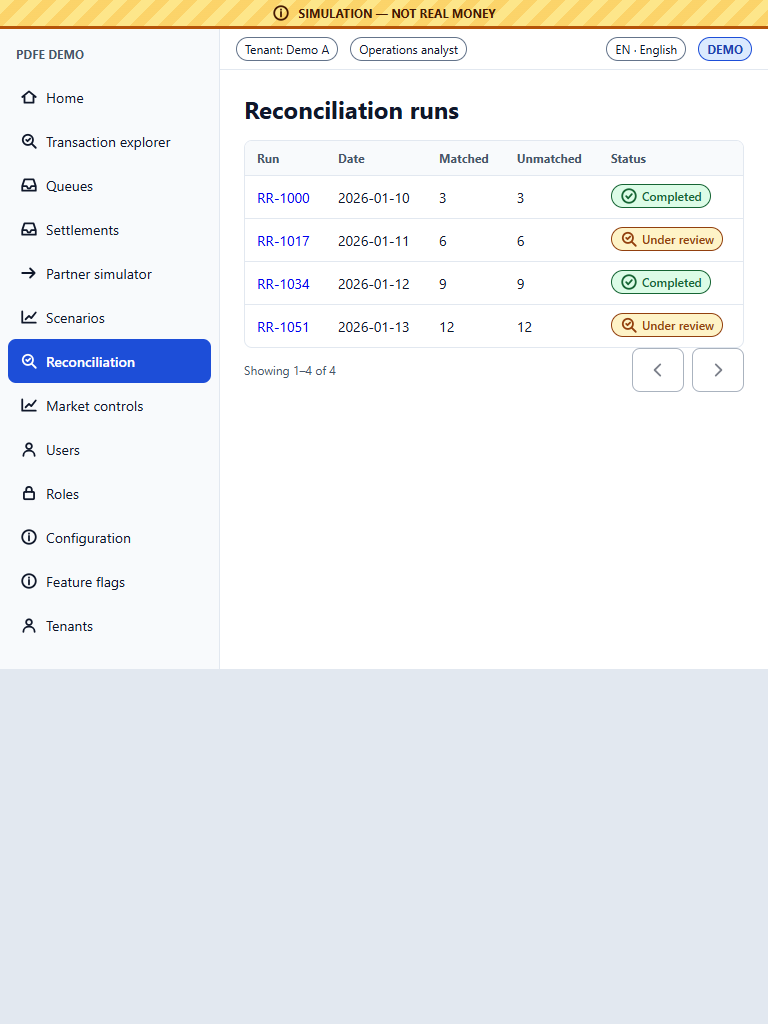 SIMULATION — NOT REAL MONEY
PDFE DEMO
Home
Transaction explorer
Queues
Settlements
Partner simulator
Scenarios
Reconciliation
Market controls
Users
Roles
Configuration
Feature flags
Tenants
Tenant: Demo A Operations analyst EN · English DEMO
Reconciliation runs
Run Date Matched Unmatched Status
RR-1000 2026-01-10 3 3 Completed
RR-1017 2026-01-11 6 6 Under review
RR-1034 2026-01-12 9 9 Completed
RR-1051 2026-01-13 12 12 Under review
Showing 1–4 of 4